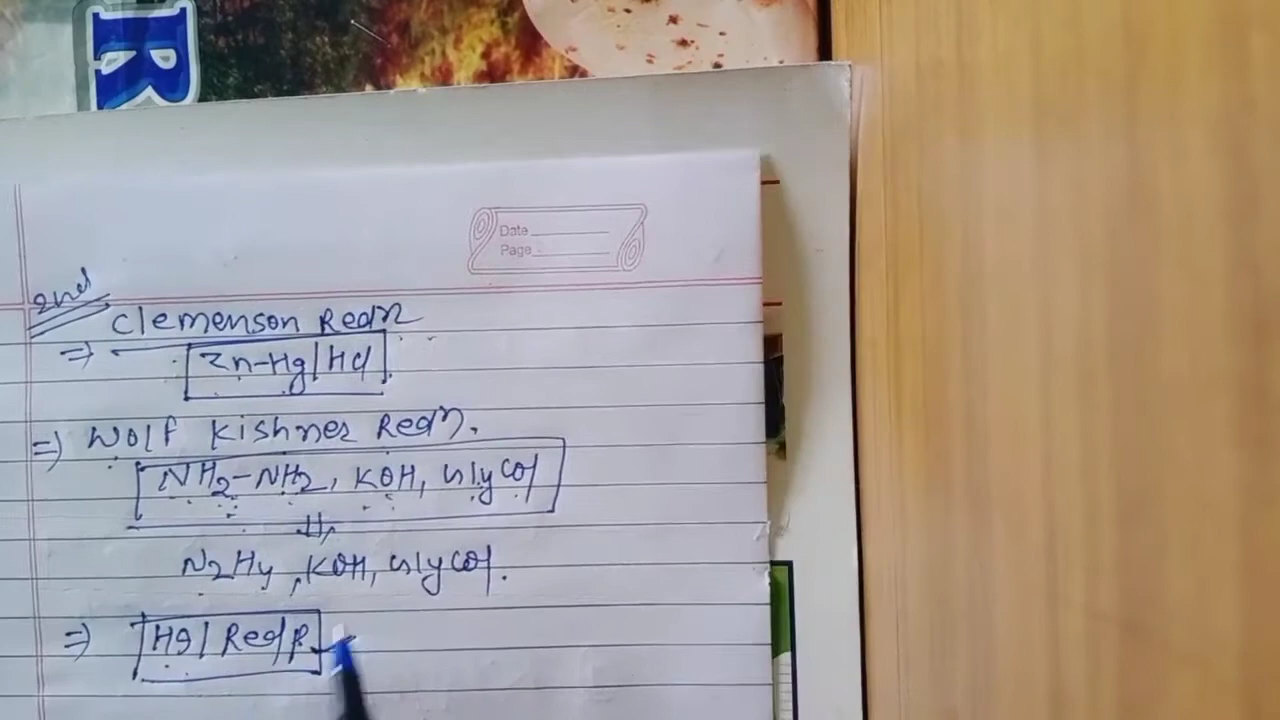 R
Date
Page
2nd
Clemenson Redn
⇒ Zn-Hg/HCl
⇒ Wolf Kishner Redn.
NH2-NH2, KOH, Glycol
⇓
N2H4, KOH, Glycol.
⇒ Hg/Red P.